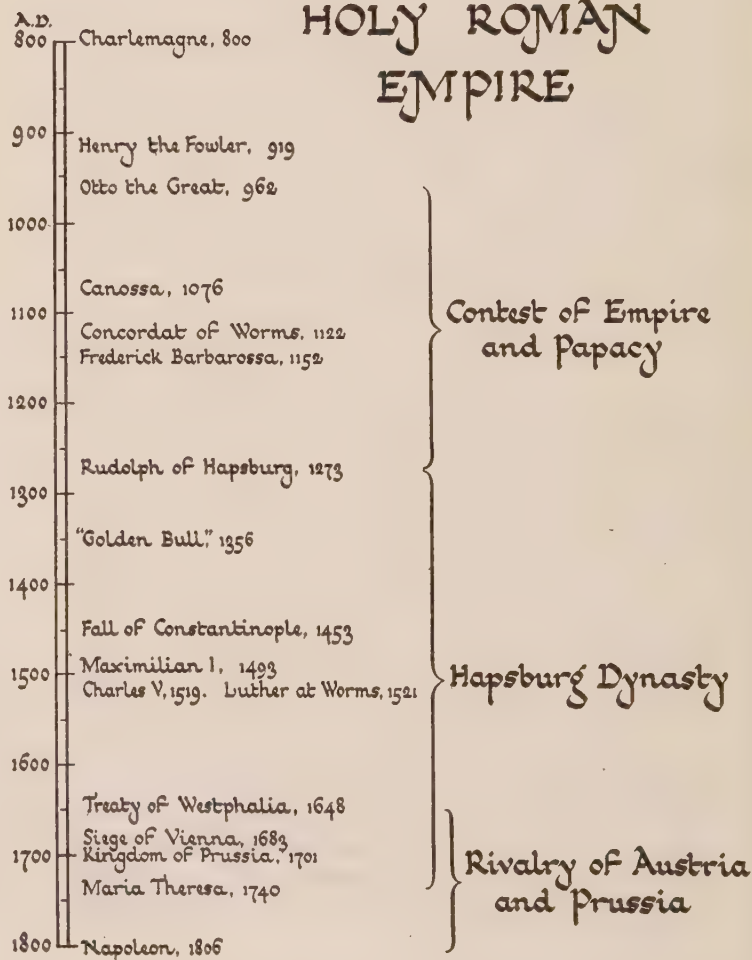 HOLY ROMAN
EMPIRE
A.D.
800
Charlemagne, 800
900
Henry the Fowler, 919
Otto the Great, 962
1000
Canossa, 1076
1100
Contest of Empire
and Papacy
Concordat of Worms, 1122
Frederick Barbarossa, 1152
1200
Rudolph of Hapsburg, 1273
1300
"Golden Bull," 1356
1400
Fall of Constantinople, 1453
1500
Maximilian I, 1493
Charles V, 1519. Luther at Worms, 1521
Hapsburg Dynasty
1600
Treaty of Westphalia, 1648
Siege of Vienna, 1683
Kingdom of Prussia, 1701
1700
Maria Theresa, 1740
Rivalry of Austria
and Prussia
1800
Napoleon, 1806